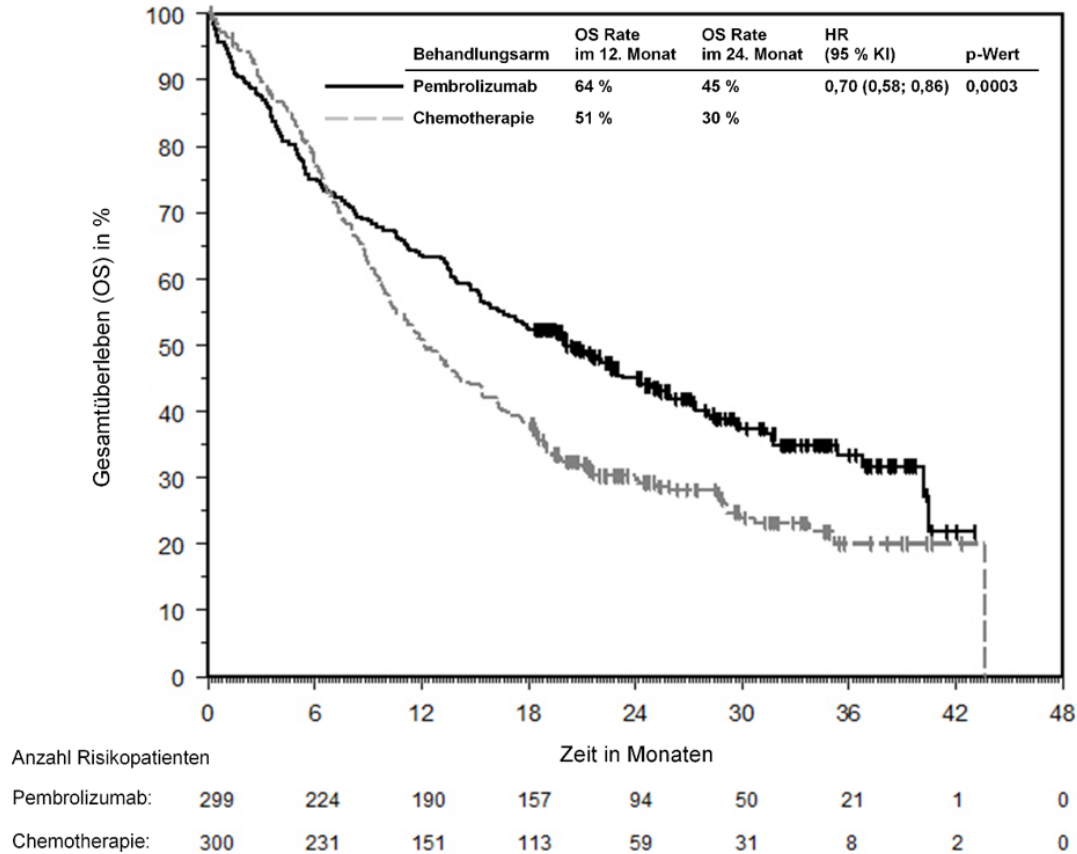 OS Rate OS Rate HR
Behandlungsarm im 12. Monat im 24. Monat (95 % KI) p-Wert
Pembrolizumab 64 % 45 % 0,70 (0,58; 0,86) 0,0003
Chemotherapie 51 % 30 %
Gesamtüberleben (OS) in %
100
90
80
70
60
50
40
30
20
10
0
0 6 12 18 24 30 36 42 48
Zeit in Monaten
Anzahl Risikopatienten
Pembrolizumab: 299 224 190 157 94 50 21 1 0
Chemotherapie: 300 231 151 113 59 31 8 2 0